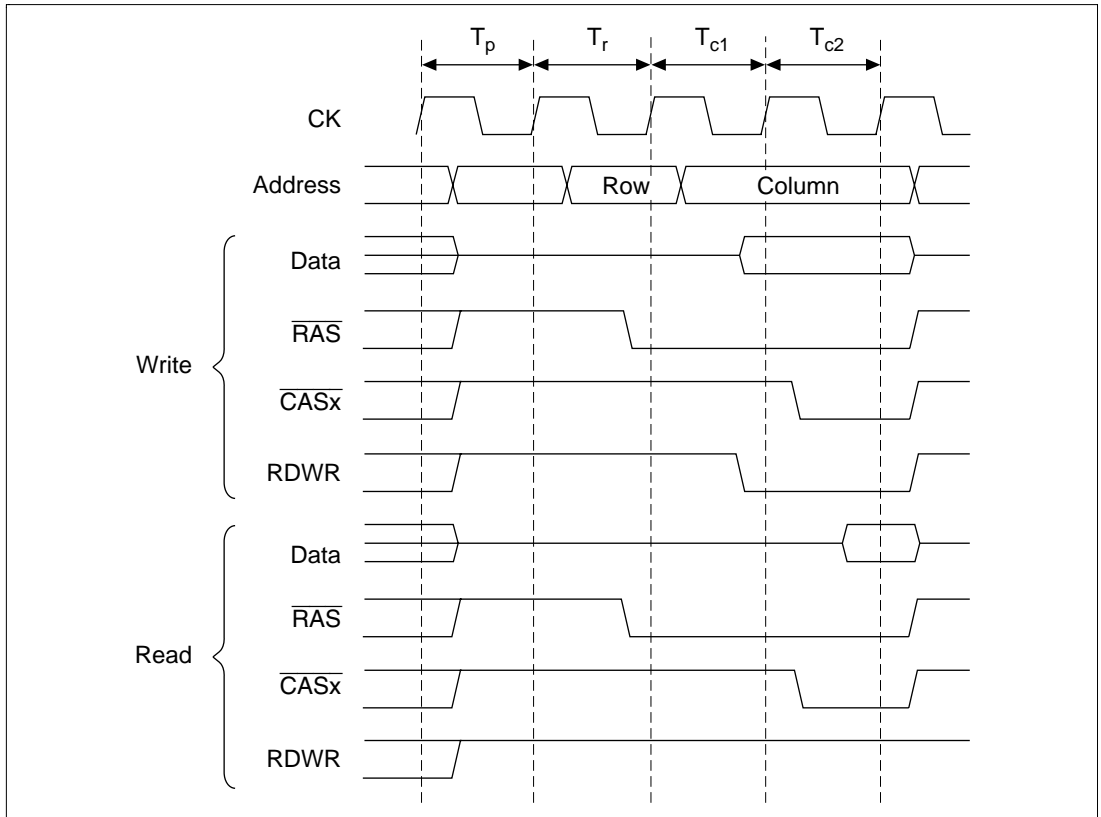 Tp Tr Tc1 Tc2
CK
Address Row Column
Data
RAS
Write
CASx
RDWR
Data
RAS
Read
CASx
RDWR